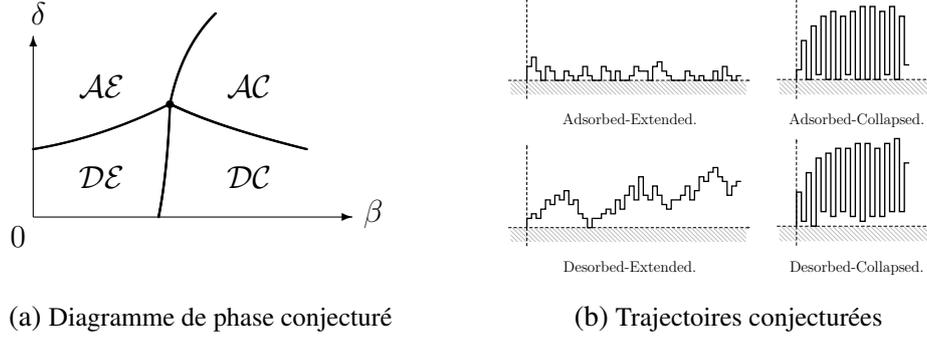 δ
𝒜ℰ
𝒜𝒞
𝒟ℰ
𝒟𝒞
0
β
Adsorbed-Extended.
Adsorbed-Collapsed.
Desorbed-Extended.
Desorbed-Collapsed.
(a) Diagramme de phase conjecturé
(b) Trajectoires conjecturées